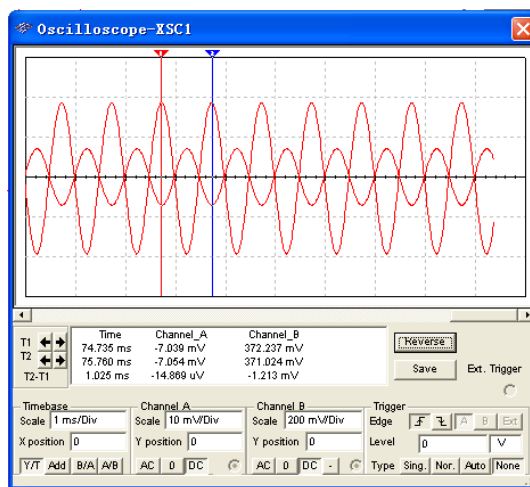 Oscilloscope-XSC1
1 2
T1
T2
T2-T1
Time Channel_A Channel_B
74.735 ms -7.039 mV 372.237 mV
75.760 ms -7.054 mV 371.024 mV
1.025 ms -14.869 uV -1.213 mV
Reverse
Save
Ext. Trigger
Timebase
Scale 1 ms/Div
X position 0
Y/T Add B/A A/B
Channel A
Scale 10 mV/Div
Y position 0
AC 0 DC
Channel B
Scale 200 mV/Div
Y position 0
AC 0 DC -
Trigger
Edge A B Ext
Level 0 V
Type Sing. Nor. Auto None